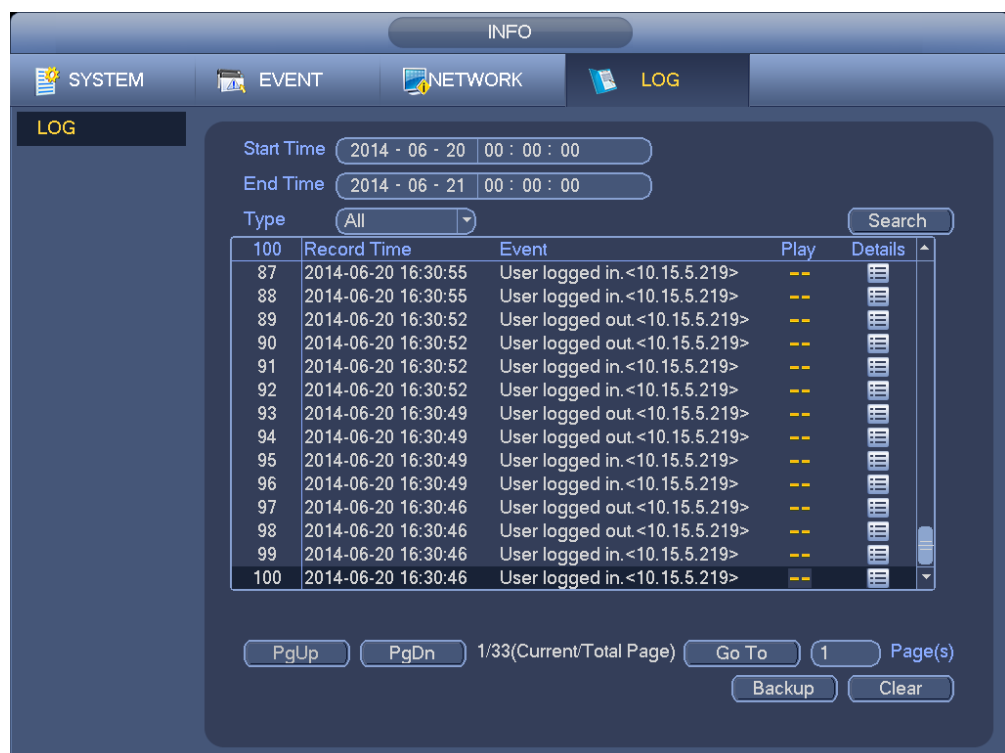 INFO
SYSTEM EVENT NETWORK LOG
LOG
Start Time 2014 - 06 - 20 00 : 00 : 00
End Time 2014 - 06 - 21 00 : 00 : 00
Type All Search
100 Record Time Event Play Details
87 2014-06-20 16:30:55 User logged in.<10.15.5.219> --
88 2014-06-20 16:30:55 User logged in.<10.15.5.219> --
89 2014-06-20 16:30:52 User logged out.<10.15.5.219> --
90 2014-06-20 16:30:52 User logged out.<10.15.5.219> --
91 2014-06-20 16:30:52 User logged in.<10.15.5.219> --
92 2014-06-20 16:30:52 User logged in.<10.15.5.219> --
93 2014-06-20 16:30:49 User logged out.<10.15.5.219> --
94 2014-06-20 16:30:49 User logged out.<10.15.5.219> --
95 2014-06-20 16:30:49 User logged in.<10.15.5.219> --
96 2014-06-20 16:30:49 User logged in.<10.15.5.219> --
97 2014-06-20 16:30:46 User logged out.<10.15.5.219> --
98 2014-06-20 16:30:46 User logged out.<10.15.5.219> --
99 2014-06-20 16:30:46 User logged in.<10.15.5.219> --
100 2014-06-20 16:30:46 User logged in.<10.15.5.219> --
PgUp PgDn 1/33(Current/Total Page) Go To 1 Page(s)
Backup Clear